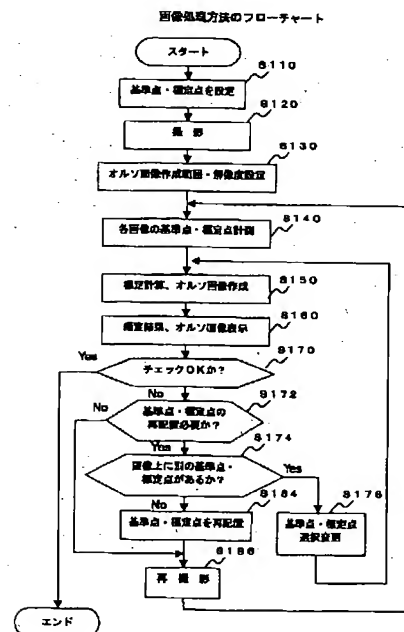 画像処理方法のフローチャート
スタート
S110
基準点・標定点を設定
S120
撮 影
S130
オルソ画像作成範囲・解像度設定
S140
各画像の基準点・標定点計測
S150
標定計算、オルソ画像作成
S160
標定結果、オルソ画像表示
S170
Yes
チェックOKか?
No
S172
No
基準点・標定点の
再配置必要か?
Yes
S174
画像上に別の基準点・
標定点があるか?
Yes
No
S184
基準点・標定点を再配置
S176
基準点・標定点
選択変更
S186
再 撮 影
エンド